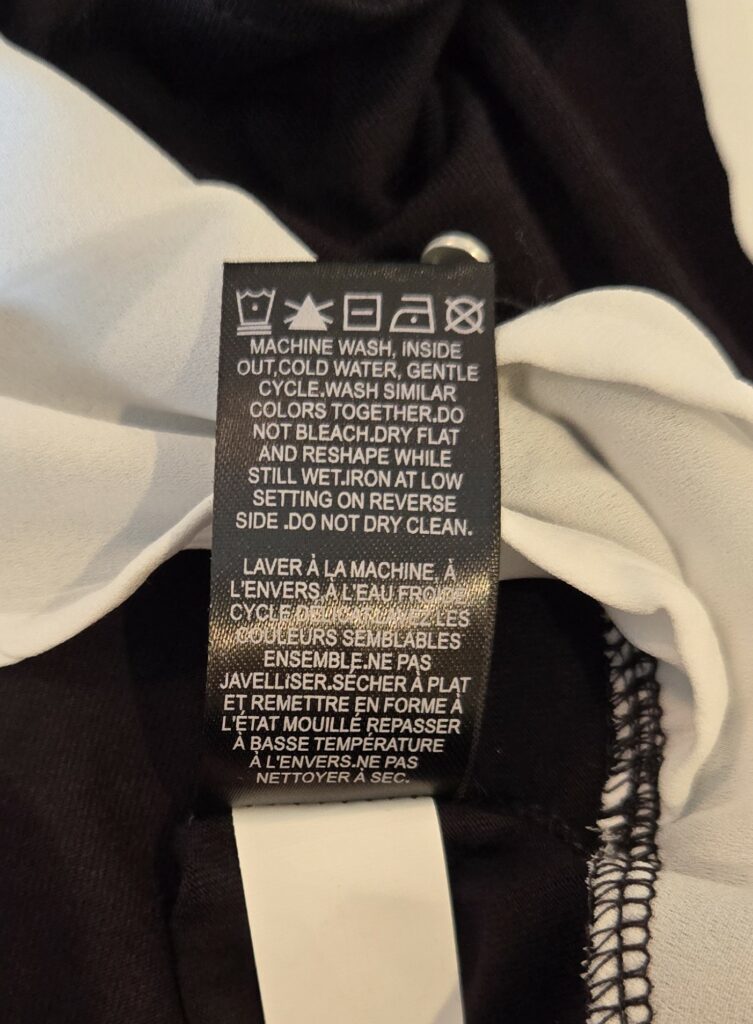 MACHINE WASH, INSIDE
OUT,COLD WATER, GENTLE
CYCLE.WASH SIMILAR
COLORS TOGETHER.DO
NOT BLEACH.DRY FLAT
AND RESHAPE WHILE
STILL WET.IRON AT LOW
SETTING ON REVERSE
SIDE .DO NOT DRY CLEAN.
LAVER À LA MACHINE, À
L'ENVERS,À L'EAU FROIDE
CYCLE DÉLICAT.LAVEZ LES
COULEURS SEMBLABLES
ENSEMBLE.NE PAS
JAVELLISER.SÉCHER À PLAT
ET REMETTRE EN FORME À
L'ÉTAT MOUILLÉ REPASSER
À BASSE TEMPÉRATURE
À L'ENVERS.NE PAS
NETTOYER À SEC.